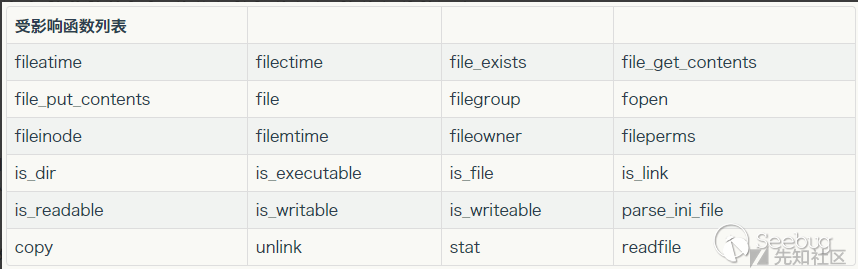 受影响函数列表
fileatime filectime file_exists file_get_contents
file_put_contents file filegroup fopen
fileinode filemtime fileowner fileperms
is_dir is_executable is_file is_link
is_readable is_writable is_writeable parse_ini_file
copy unlink stat readfile
Seebug
先知社区